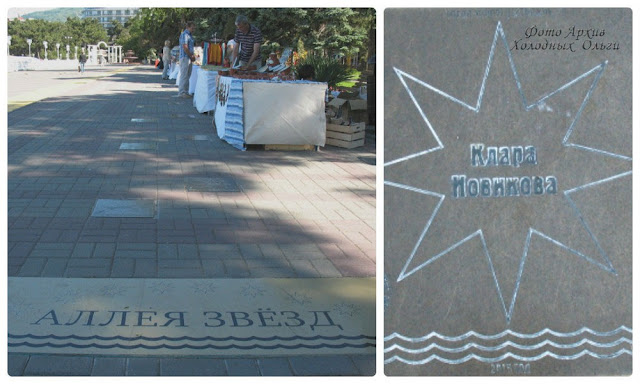 АЛЛЕЯ ЗВЁЗД
Фото Архив
Холодных Ольги
Клара
Новикова